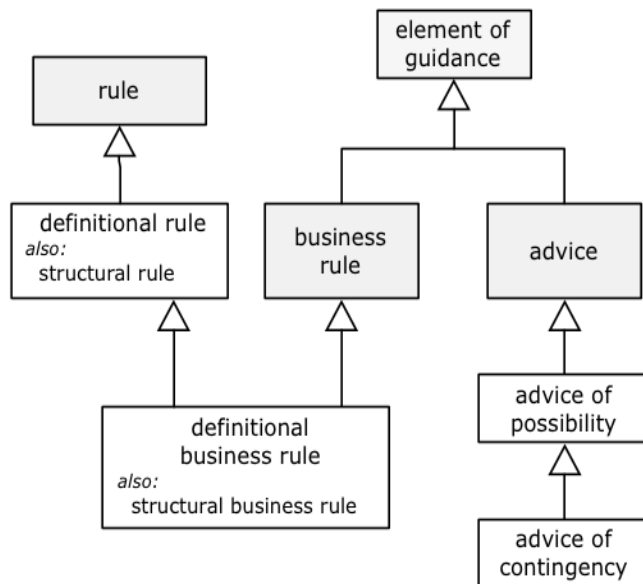 element of
guidance
rule
definitional rule
also:
structural rule
business
rule
advice
advice of
possibility
definitional
business rule
also:
structural business rule
advice of
contingency